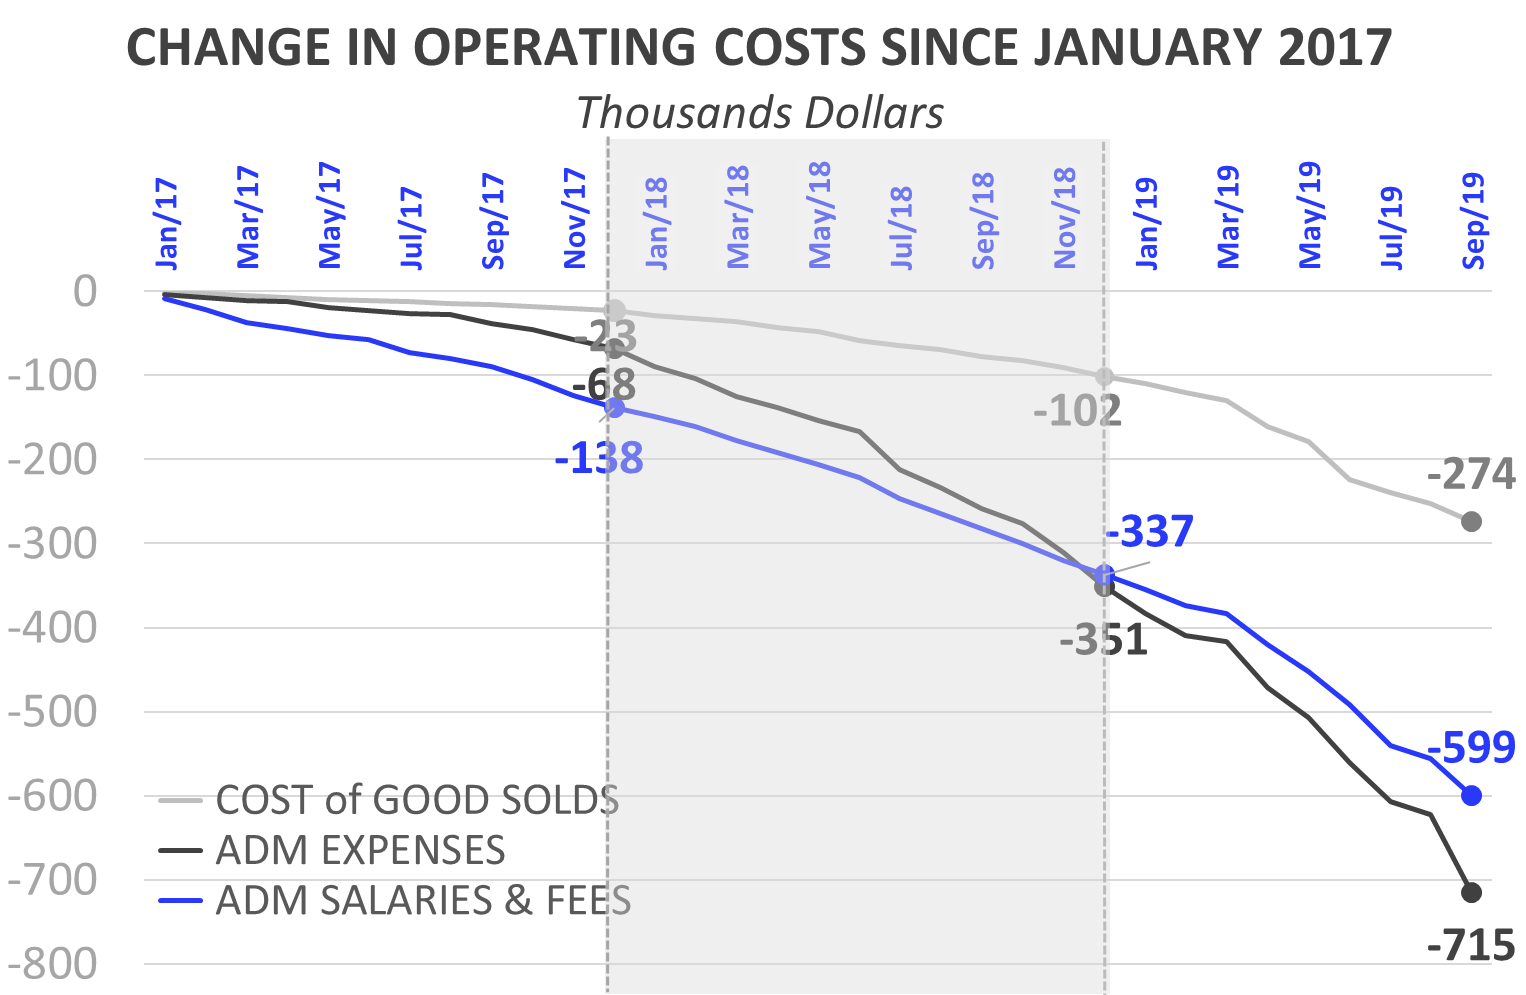 CHANGE IN OPERATING COSTS SINCE JANUARY 2017
Thousands Dollars
Jan/17
Mar/17
May/17
Jul/17
Sep/17
Nov/17
Jan/18
Mar/18
May/18
Jul/18
Sep/18
Nov/18
Jan/19
Mar/19
May/19
Jul/19
Sep/19
0
-100
-200
-300
-400
-500
-600
-700
-800
-23
-68
-138
-102
-337
-351
-274
-599
-715
COST of GOOD SOLDS
ADM EXPENSES
ADM SALARIES & FEES